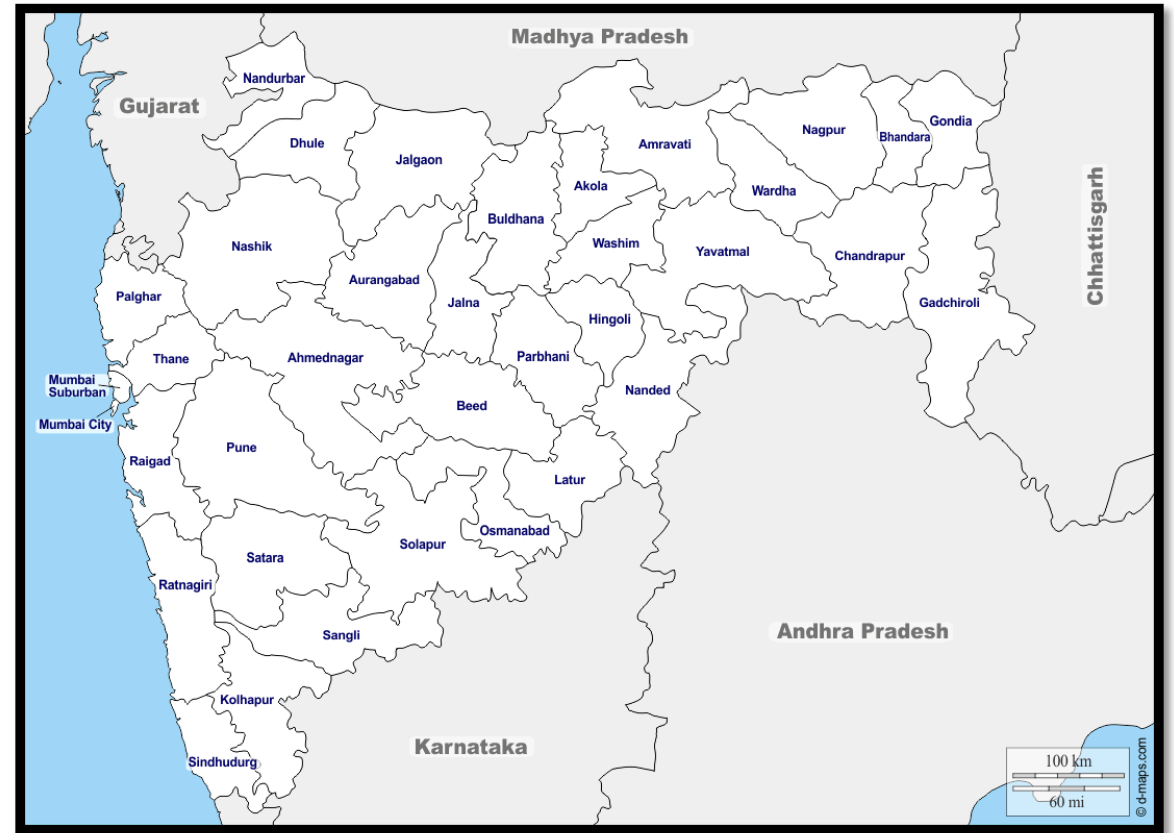 Madhya Pradesh
Nandurbar
Gujarat
Dhule
Jalgaon
Amravati
Nagpur
Bhandara
Gondia
Akola
Wardha
Buldhana
Nashik
Washim
Yavatmal
Chandrapur
Chhattisgarh
Aurangabad
Palghar
Jalna
Hingoli
Gadchiroli
Thane
Ahmednagar
Parbhani
Mumbai
Suburban
Nanded
Beed
Mumbai City
Pune
Raigad
Latur
Osmanabad
Satara
Solapur
Ratnagiri
Sangli
Andhra Pradesh
Kolhapur
Karnataka
Sindhudurg
100 km
60 mi
© d-maps.com